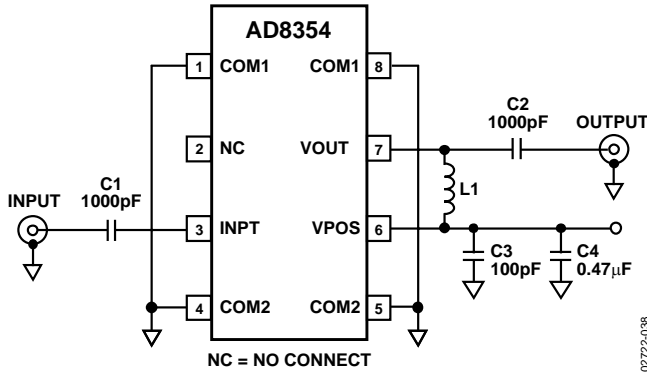 AD8354
1 COM1 COM1 8
C2
1000pF
OUTPUT
2 NC VOUT 7
C1
1000pF
INPUT
L1
3 INPT VPOS 6
C3
100pF
C4
0.47μF
4 COM2 COM2 5
NC = NO CONNECT
02722-038